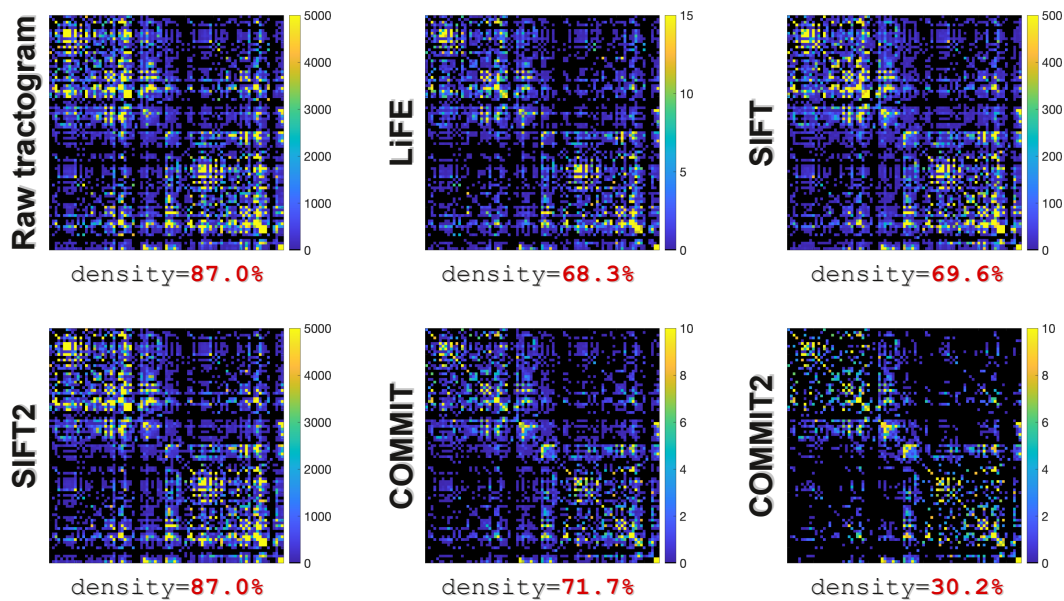 Raw tractogram
5000
4000
3000
2000
1000
0
density=87.0%
LiFE
15
10
5
0
density=68.3%
SIFT
500
400
300
200
100
0
density=69.6%
SIFT2
5000
4000
3000
2000
1000
0
density=87.0%
COMMIT
10
8
6
4
2
0
density=71.7%
COMMIT2
10
8
6
4
2
0
density=30.2%